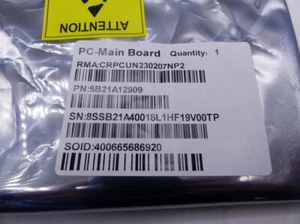 ATTENTION
PC-Main Board Quantity: 1
RMA:CRPCUN230207NP2
PN:5B21A12909
SN:8SSB21A40018L1HF19V00TP
SOID:400665686920